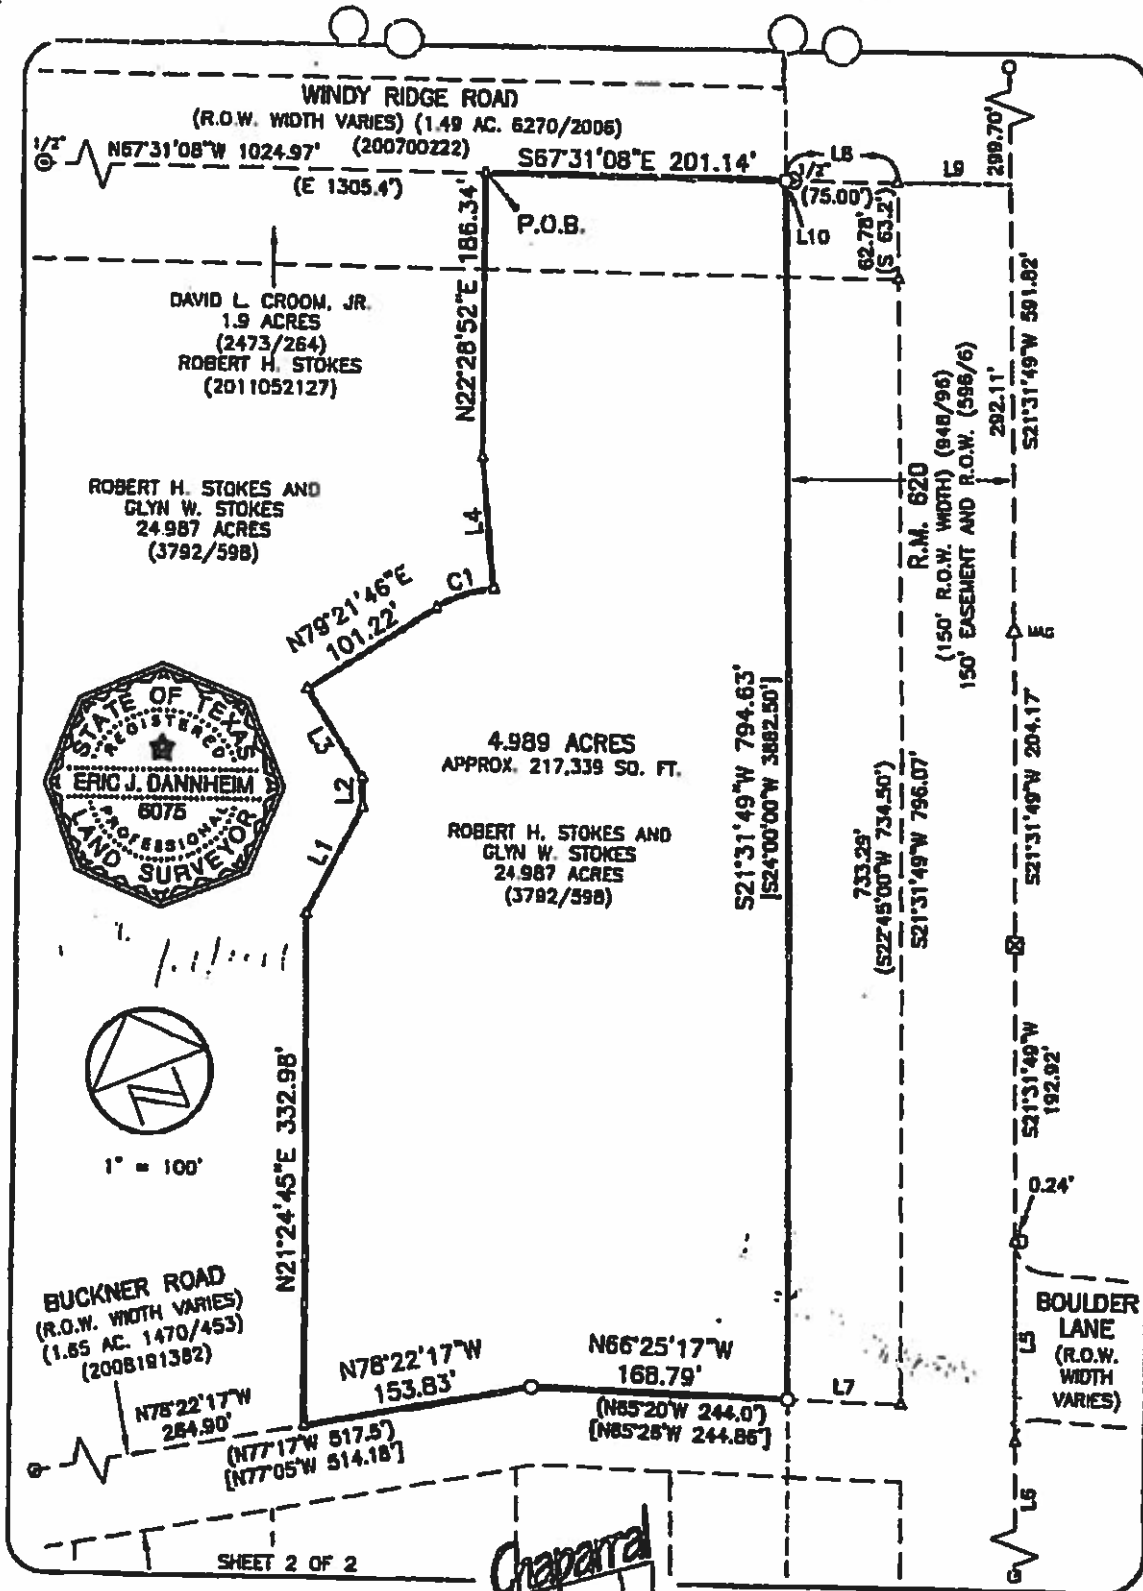 WINDY RIDGE ROAD
(R.O.W. WIDTH VARIES) (1.49 AC. 6270/2006)
(200700222)
1/2"
N67°31'08"W 1024.97'
(E 1305.4')
S67°31'08"E 201.14'
P.O.B.
1/2"
L8
(75.00')
L9
L10
62.78'
(S 63.2')
299.70'
N22°28'52"E 186.34'
DAVID L. CROOM, JR.
1.9 ACRES
(2473/264)
ROBERT H. STOKES
(2011052127)
ROBERT H. STOKES AND
GLYN W. STOKES
24.987 ACRES
(3792/598)
L4
C1
N79°21'46"E
101.22'
L3
L2
L1
STATE OF TEXAS
REGISTERED
ERIC J. DANNHEIM
6075
PROFESSIONAL
LAND SURVEYOR
4.989 ACRES
APPROX. 217,339 SQ. FT.
ROBERT H. STOKES AND
GLYN W. STOKES
24.987 ACRES
(3792/598)
S21°31'49"W 794.63'
[S24°00'00"W 3882.50']
733.29'
(S22°45'00"W 734.50')
S21°31'49"W 796.07'
R.M. 620
(150' R.O.W. WIDTH) (948/96)
150' EASEMENT AND R.O.W. (596/6)
292.11'
S21°31'49"W 591.82'
MAG
S21°31'49"W 204.17'
S21°31'49"W
192.92'
0.24'
N
1" = 100'
N21°24'45"E 332.98'
BUCKNER ROAD
(R.O.W. WIDTH VARIES)
(1.65 AC. 1470/453)
(2008191382)
N78°22'17"W
264.90'
N78°22'17"W
153.83'
(N77°17'W 517.5')
[N77°05'W 514.18']
N66°25'17"W
168.79'
(N65°20'W 244.0')
[N65°26'W 244.86']
L7
BOULDER
LANE
(R.O.W.
WIDTH
VARIES)
L5
L6
SHEET 2 OF 2
Chaparral